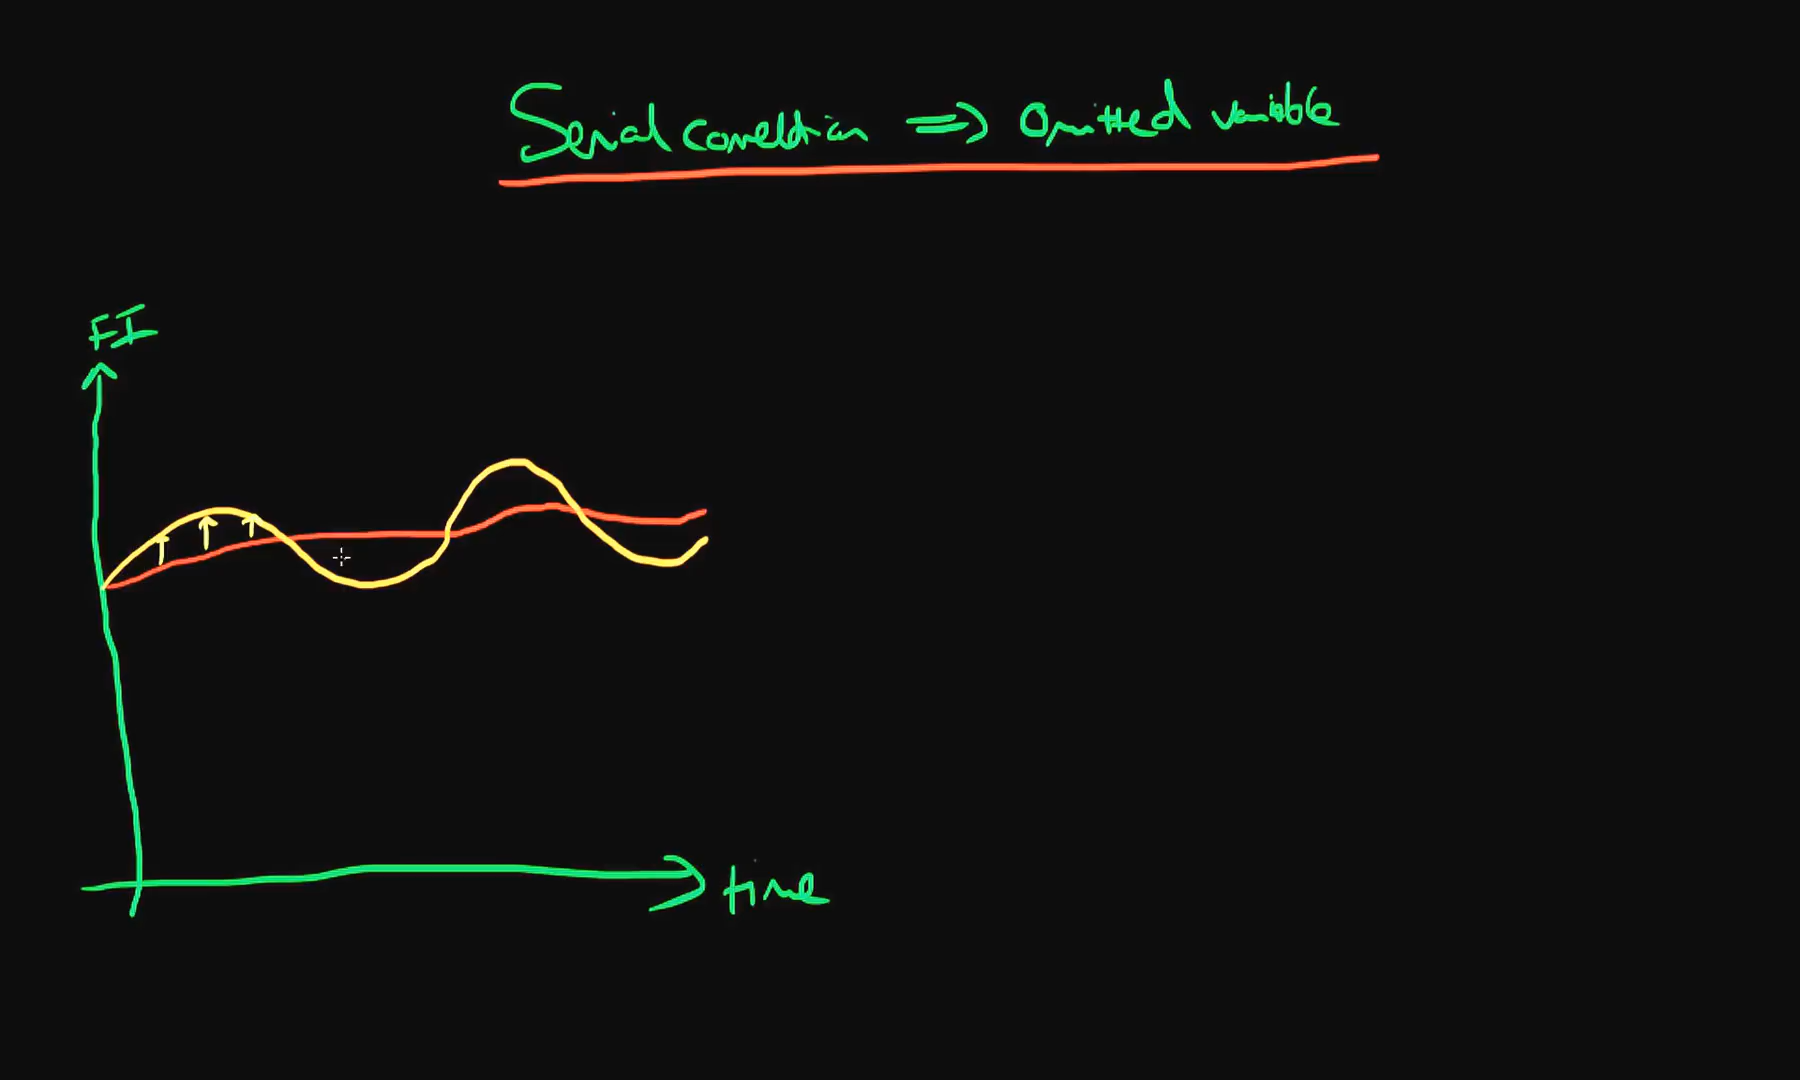 Serial correlation ⇒ Omitted variable
FI
time